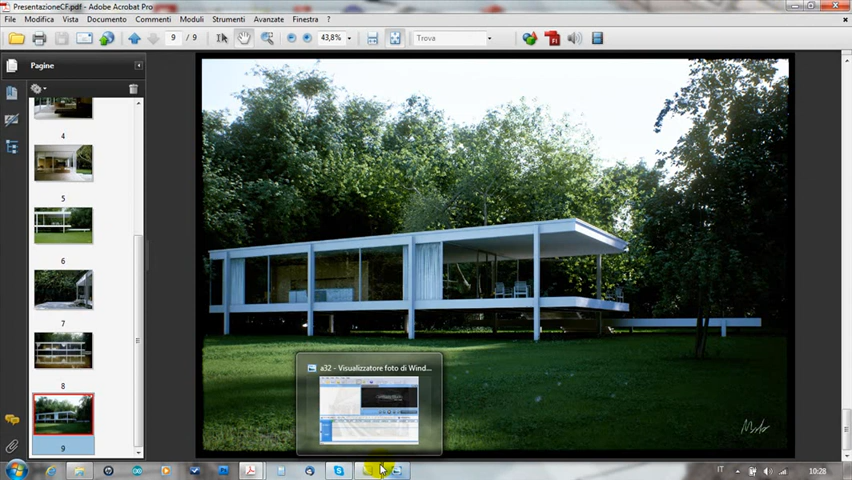 PresentazioneCF.pdf - Adobe Acrobat Pro
File Modifica Vista Documento Commenti Moduli Strumenti Avanzate Finestra ?
9 / 9 43,8% Trova
Pagine
4
5
6
7
8
9
a32 - Visualizzatore foto di Wind...
IT 10:28